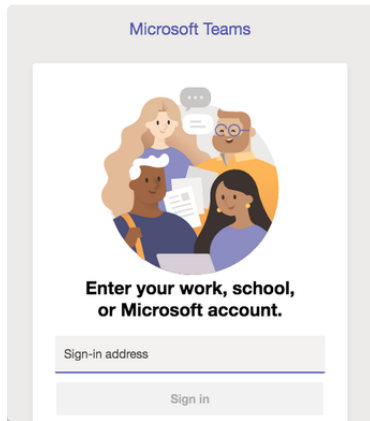 Microsoft Teams
Enter your work, school,
or Microsoft account.
Sign-in address
Sign in